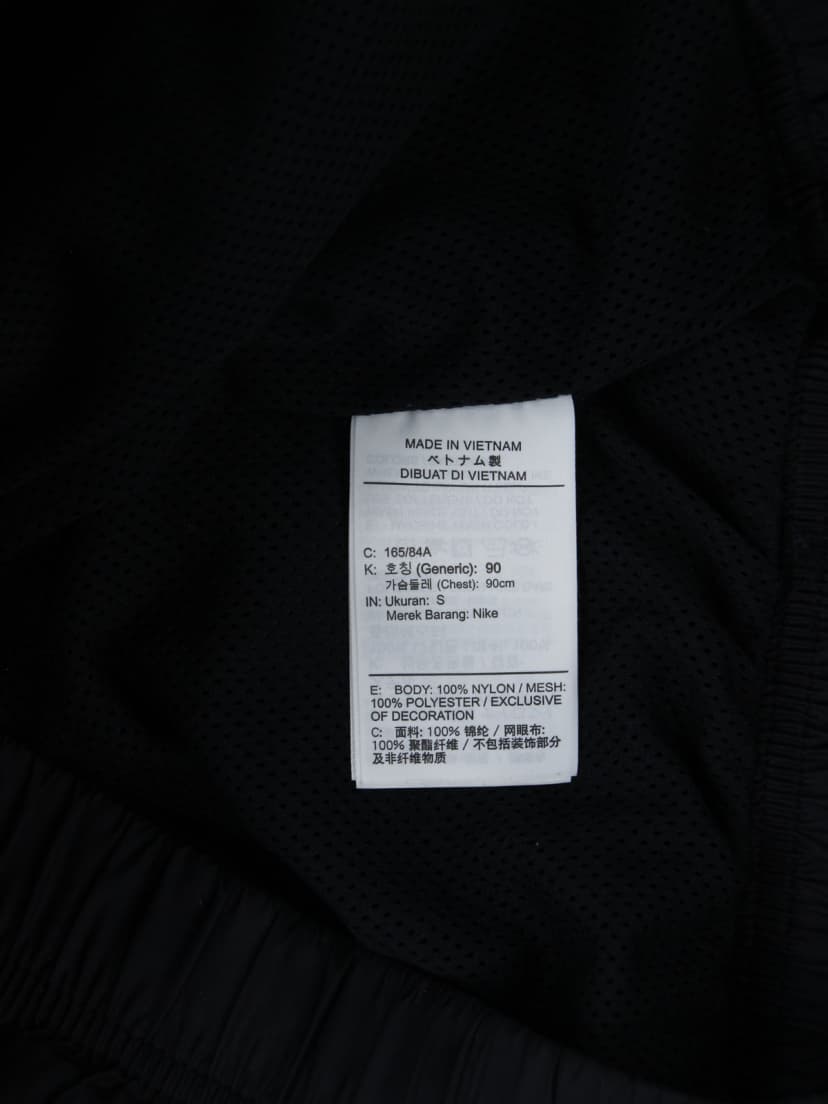 MADE IN VIETNAM
ベトナム製
DIBUAT DI VIETNAM
C: 165/84A
K: 호칭 (Generic): 90
가슴둘레 (Chest): 90cm
IN: Ukuran: S
Merek Barang: Nike
E: BODY: 100% NYLON / MESH:
100% POLYESTER / EXCLUSIVE
OF DECORATION
C: 面料: 100% 锦纶 / 网眼布:
100% 聚酯纤维 / 不包括装饰部分
及非纤维物质